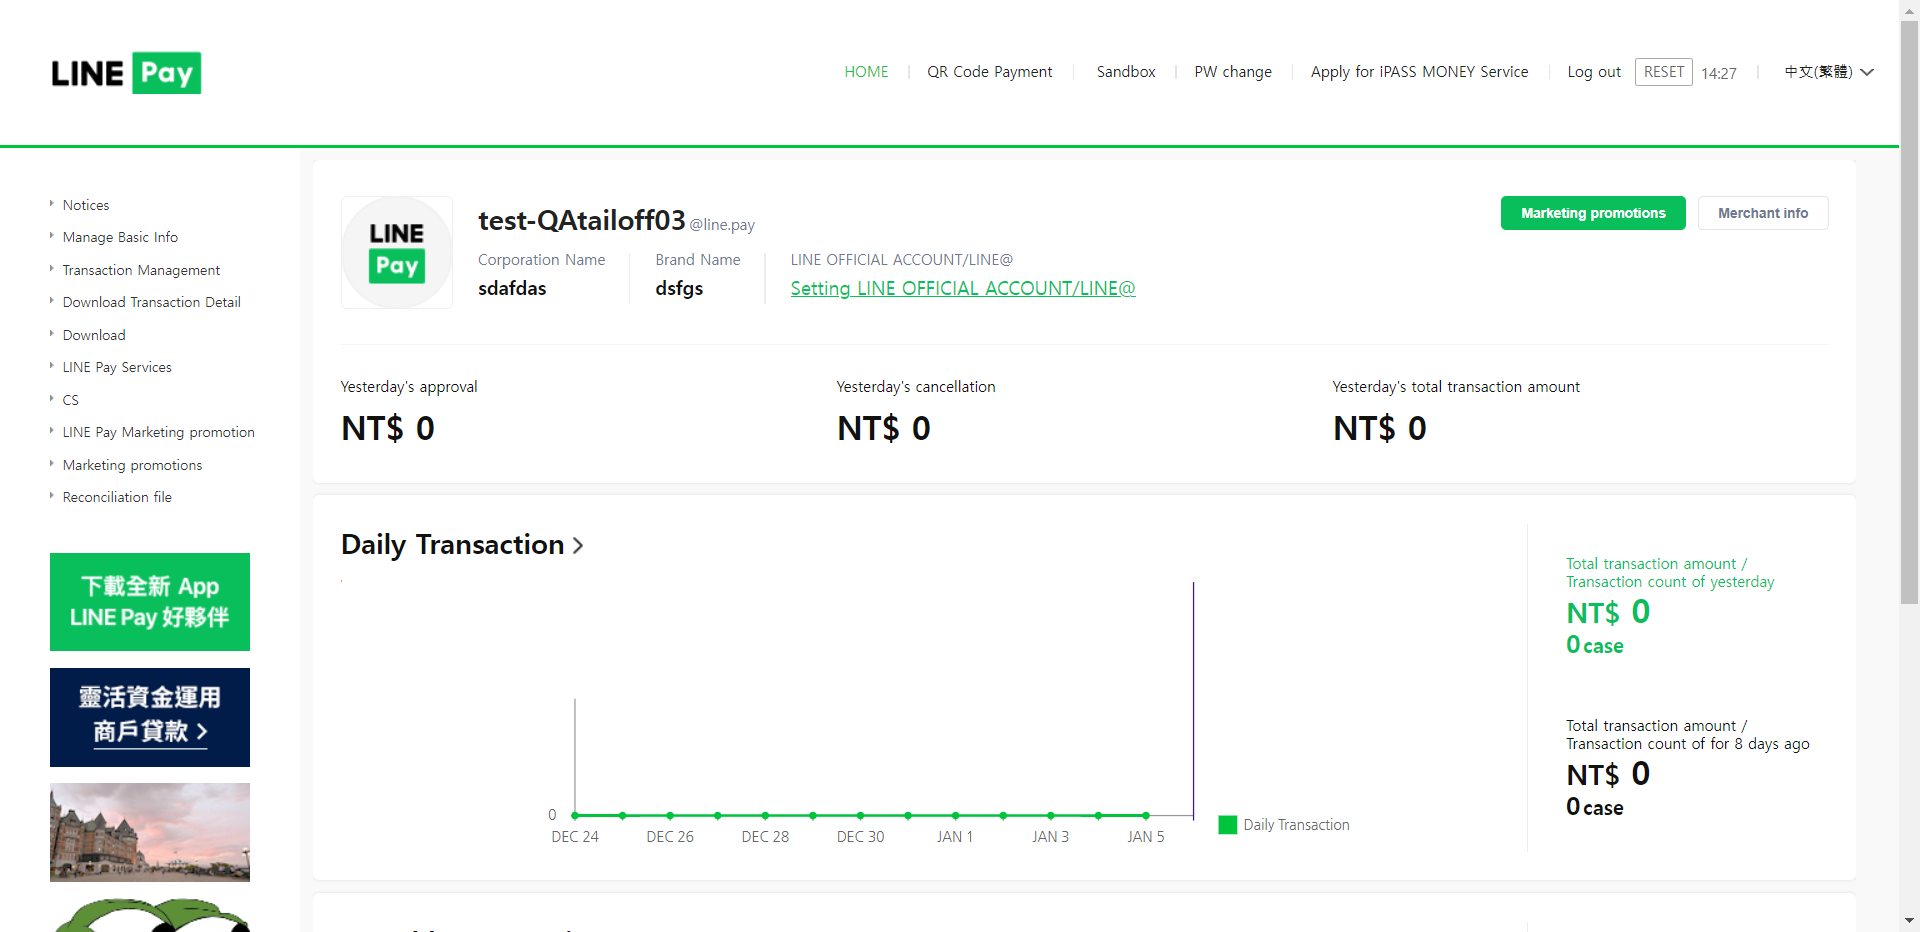 LINE Pay
HOME
QR Code Payment
Sandbox
PW change
Apply for iPASS MONEY Service
Log out
RESET
14:27
中文(繁體)
Notices
Manage Basic Info
Transaction Management
Download Transaction Detail
Download
LINE Pay Services
CS
LINE Pay Marketing promotion
Marketing promotions
Reconciliation file
下載全新 App
LINE Pay 好夥伴
靈活資金運用
商戶貸款
LINE
Pay
test-QAtailoff03 @line.pay
Marketing promotions
Merchant info
Corporation Name
sdafdas
Brand Name
dsfgs
LINE OFFICIAL ACCOUNT/LINE@
Setting LINE OFFICIAL ACCOUNT/LINE@
Yesterday's approval
NT$ 0
Yesterday's cancellation
NT$ 0
Yesterday's total transaction amount
NT$ 0
Daily Transaction
0
DEC 24
DEC 26
DEC 28
DEC 30
JAN 1
JAN 3
JAN 5
Daily Transaction
Total transaction amount /
Transaction count of yesterday
NT$ 0
0 case
Total transaction amount /
Transaction count of for 8 days ago
NT$ 0
0 case